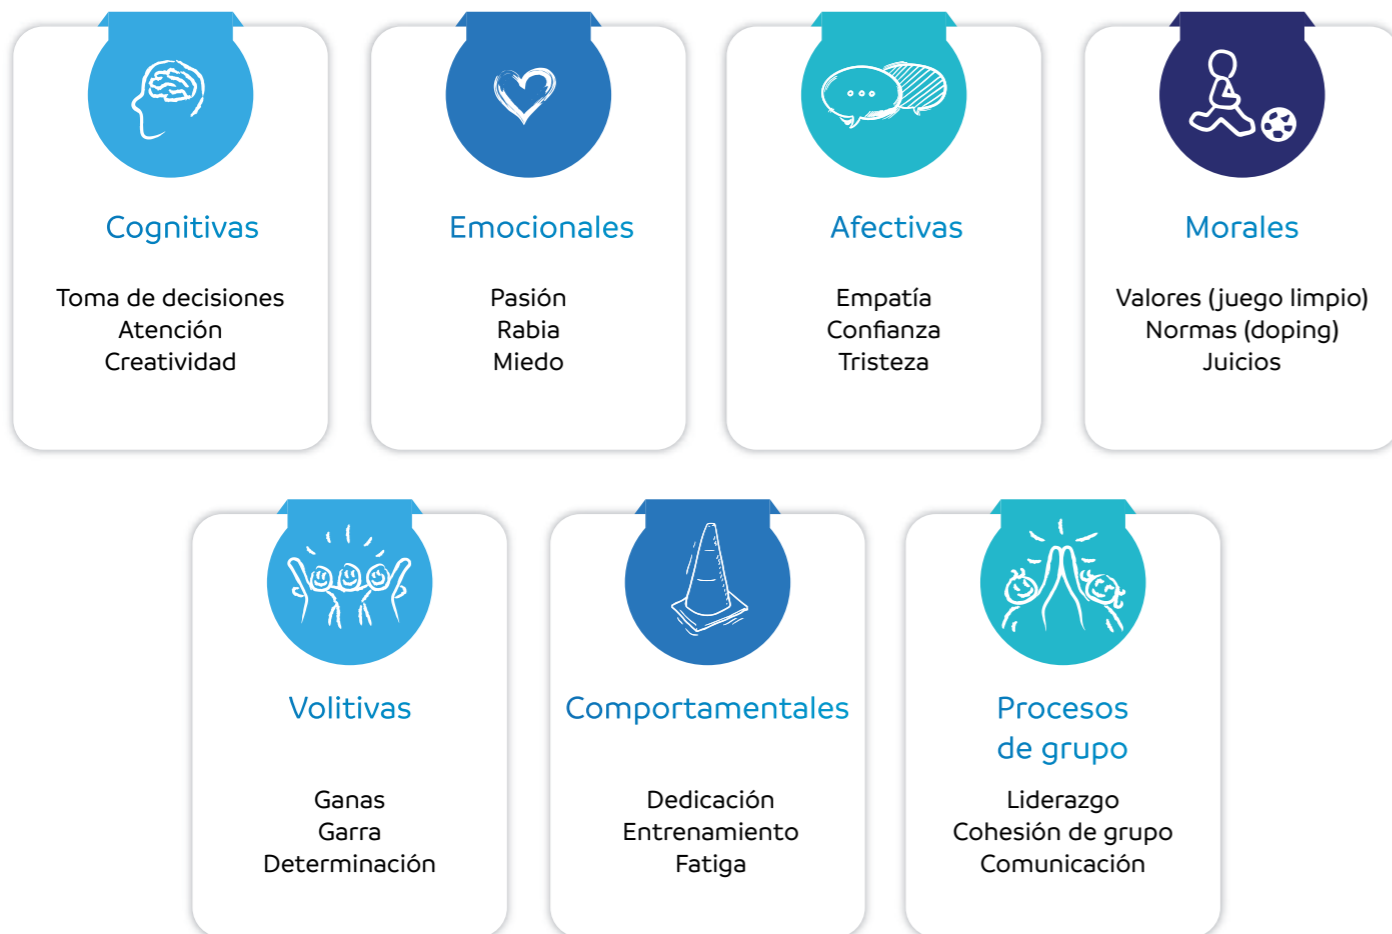 Cognitivas
Toma de decisiones
Atención
Creatividad
Emocionales
Pasión
Rabia
Miedo
Afectivas
Empatía
Confianza
Tristeza
Morales
Valores (juego limpio)
Normas (doping)
Juicios
Volitivas
Ganas
Garra
Determinación
Comportamentales
Dedicación
Entrenamiento
Fatiga
Procesos
de grupo
Liderazgo
Cohesión de grupo
Comunicación